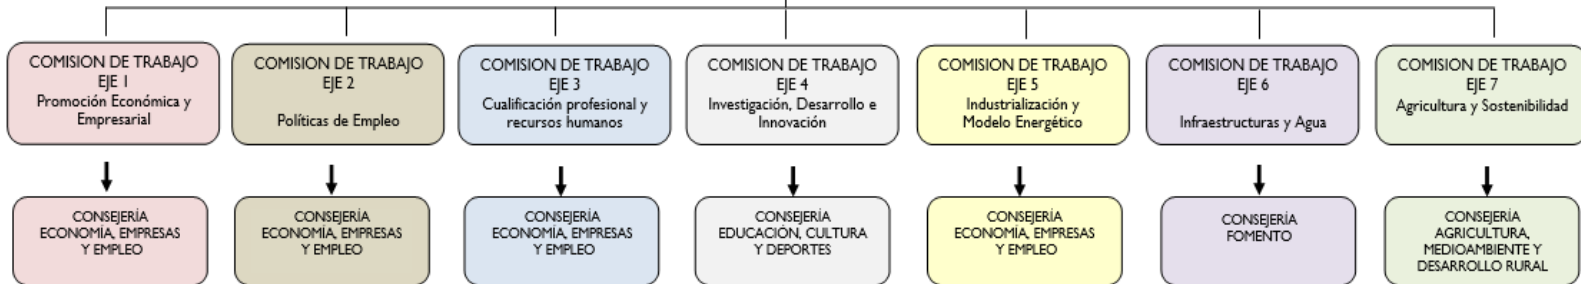 COMISION DE TRABAJO
EJE 1
Promoción Económica y
Empresarial
COMISION DE TRABAJO
EJE 2
Políticas de Empleo
COMISION DE TRABAJO
EJE 3
Cualificación profesional y
recursos humanos
COMISION DE TRABAJO
EJE 4
Investigación, Desarrollo e
Innovación
COMISION DE TRABAJO
EJE 5
Industrialización y
Modelo Energético
COMISION DE TRABAJO
EJE 6
Infraestructuras y Agua
COMISION DE TRABAJO
EJE 7
Agricultura y Sostenibilidad
CONSEJERÍA
ECONOMÍA, EMPRESAS
Y EMPLEO
CONSEJERÍA
ECONOMÍA, EMPRESAS
Y EMPLEO
CONSEJERÍA
ECONOMÍA, EMPRESAS
Y EMPLEO
CONSEJERÍA
EDUCACIÓN, CULTURA
Y DEPORTES
CONSEJERÍA
ECONOMÍA, EMPRESAS
Y EMPLEO
CONSEJERÍA
FOMENTO
CONSEJERÍA
AGRICULTURA,
MEDIOAMBIENTE Y
DESARROLLO RURAL